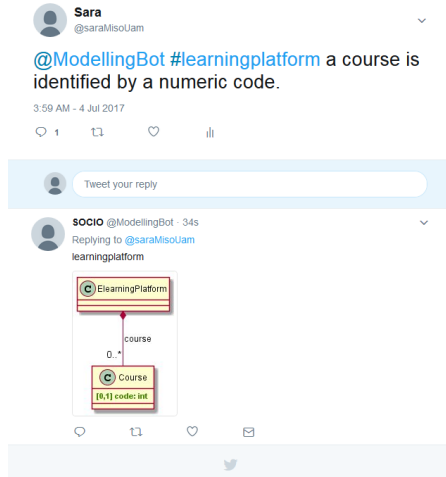 Sara
@saraMisoUam
@ModellingBot #learningplatform a course is
identified by a numeric code.
3:59 AM - 4 Jul 2017
1
Tweet your reply
SOCIO @ModellingBot · 34s
Replying to @saraMisoUam
learningplatform
C ElearningPlatform
course
0..*
C Course
[0,1] code: int